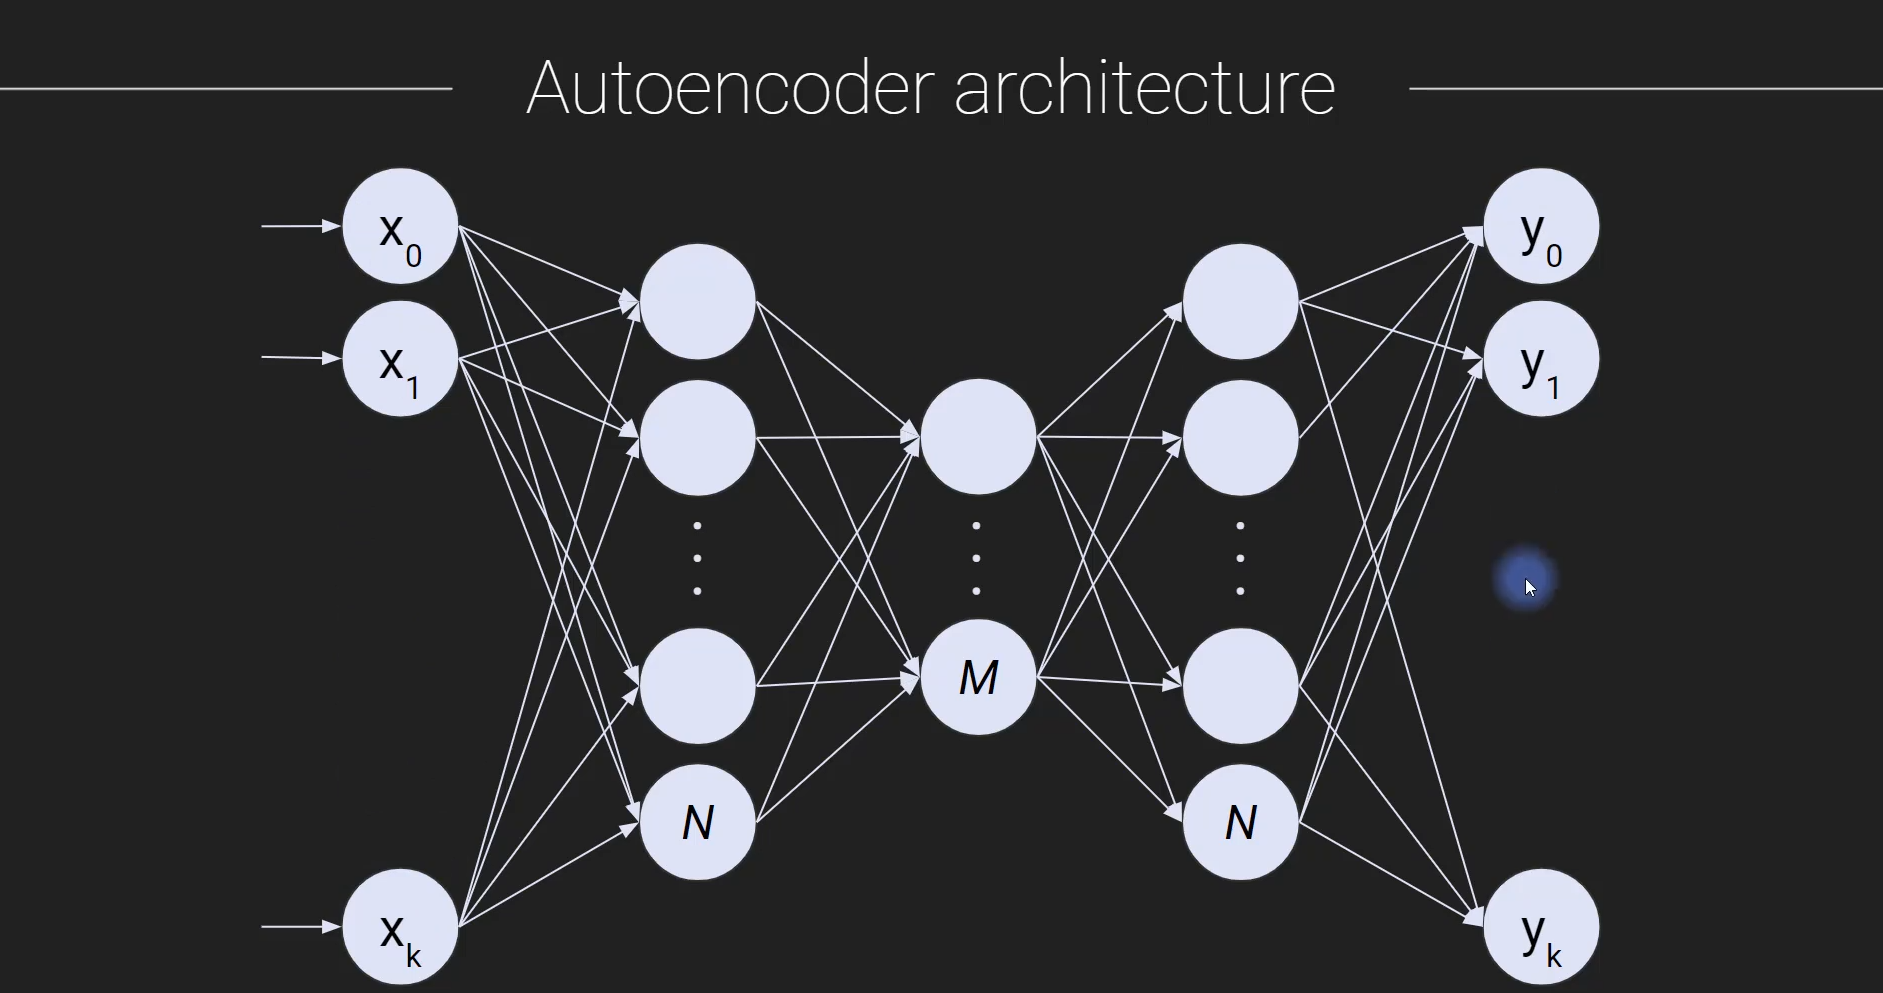 Autoencoder architecture
x0
y0
x1
y1
M
N
N
xk
yk